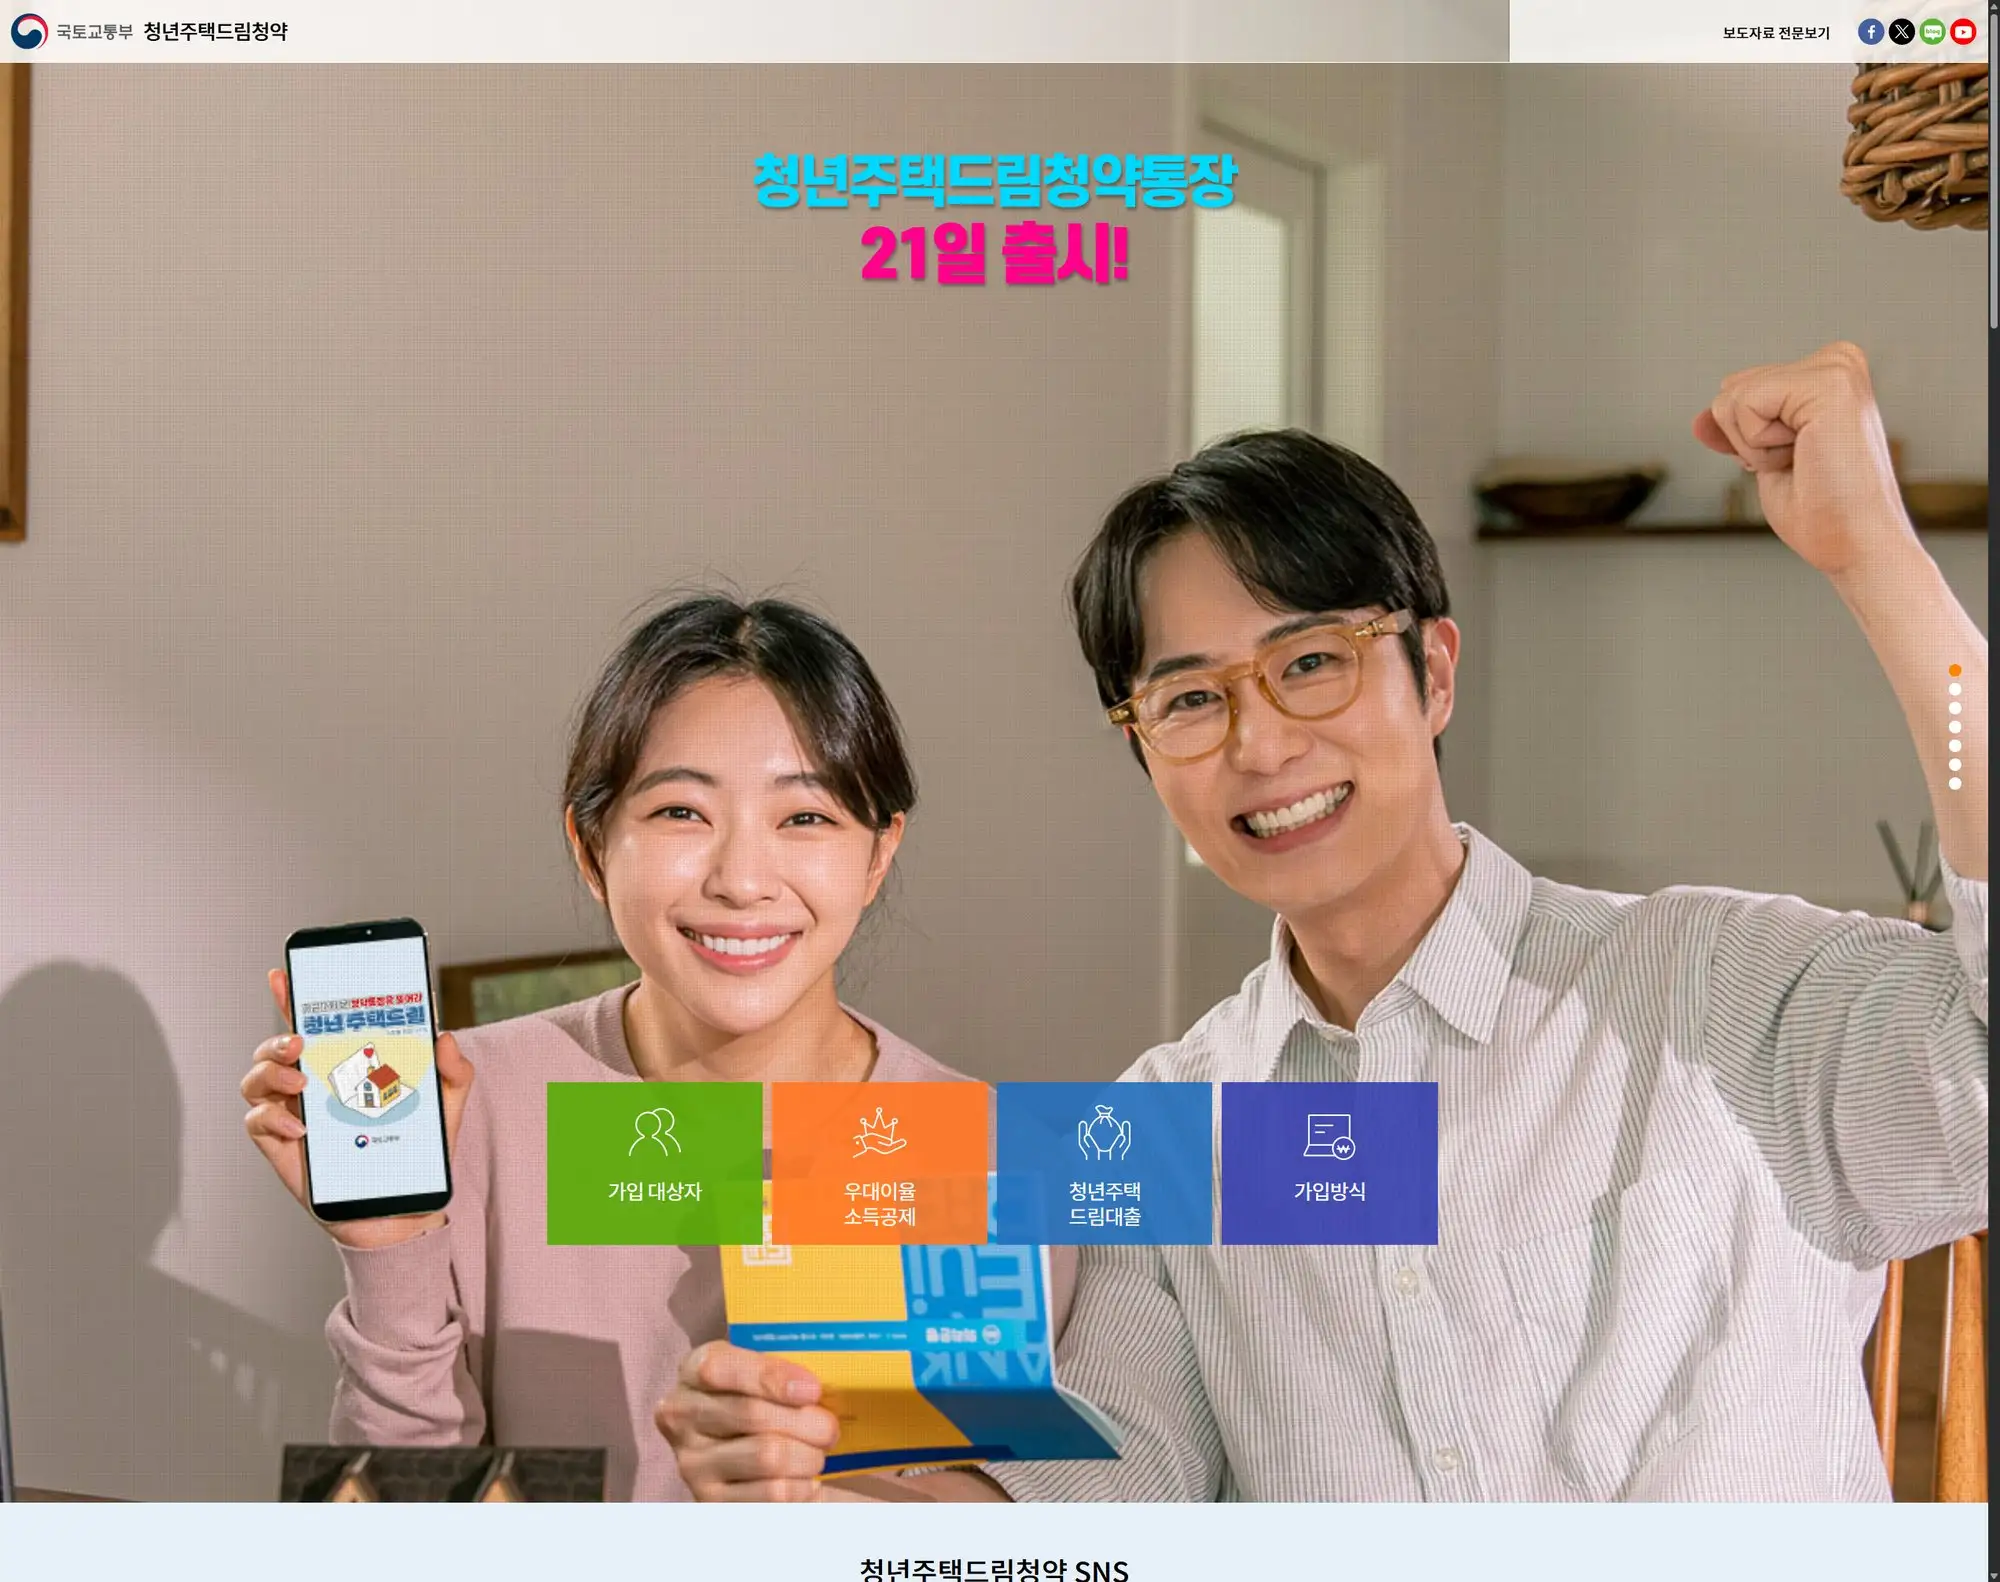 국토교통부 청년주택드림청약
보도자료 전문보기
청년주택드림청약통장
21일 출시!
청년 주택드림
가입 대상자
우대이율
소득공제
청년주택
드림대출
가입방식
청년주택드림청약 SNS